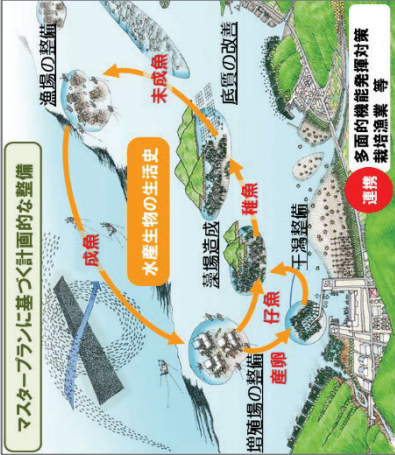 マスタープランに基づく計画的な整備
漁場の整備
成魚
未成魚
水産生物の生活史
底質の改善
藻場造成
稚魚
増殖場の整備
産卵
仔魚
干潟整備
連携
多面的機能発揮対策
栽培漁業 等